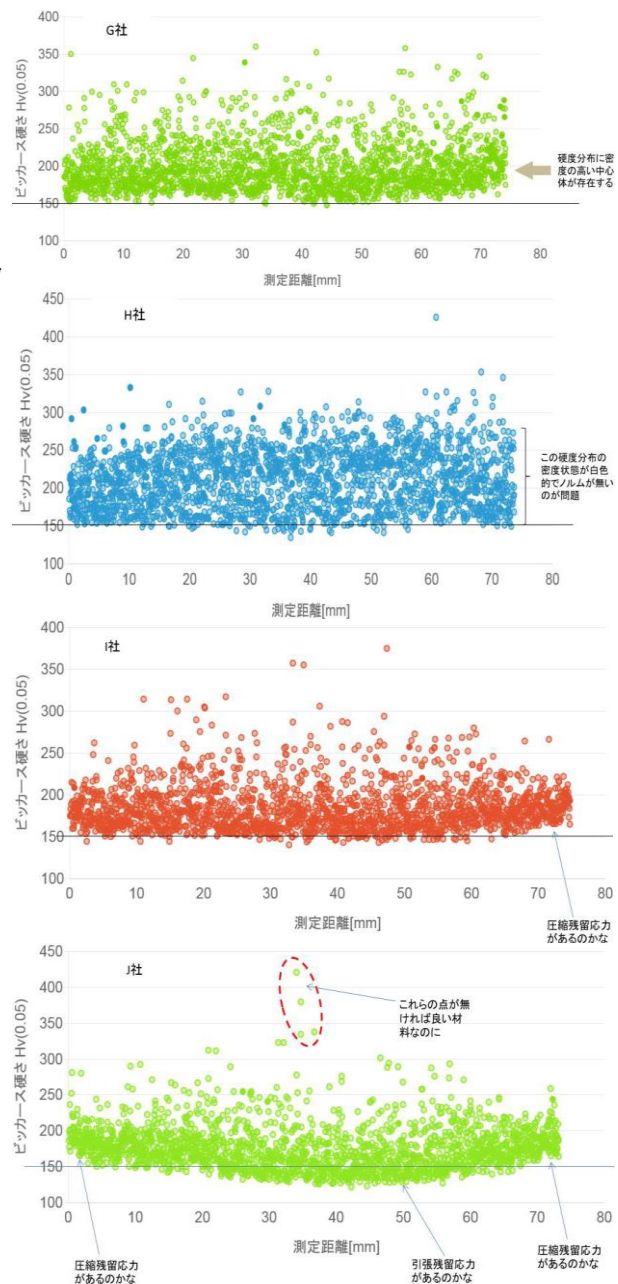 G社
400
350
300
250
200
150
100
ビッカース硬さ Hv(0.05)
硬度分布に密
度の高い中心
体が存在する
0 10 20 30 40 50 60 70 80
測定距離[mm]
H社
450
400
350
300
250
200
150
100
ビッカース硬さ Hv(0.05)
この硬度分布の
密度状態が白色
的でノルムが無い
のが問題
0 10 20 30 40 50 60 70 80
測定距離[mm]
I社
400
350
300
250
200
150
100
ビッカース硬さ Hv(0.05)
0 10 20 30 40 50 60 70 80
測定距離[mm]
圧縮残留応力
があるのかな
J社
450
400
350
300
250
200
150
100
ビッカース硬さ Hv(0.05)
これらの点が無
ければ良い材
料なのに
0 10 20 30 40 50 60 70 80
測定距離[mm]
圧縮残留応力
があるのかな
引張残留応力
があるのかな
圧縮残留応力
があるのかな